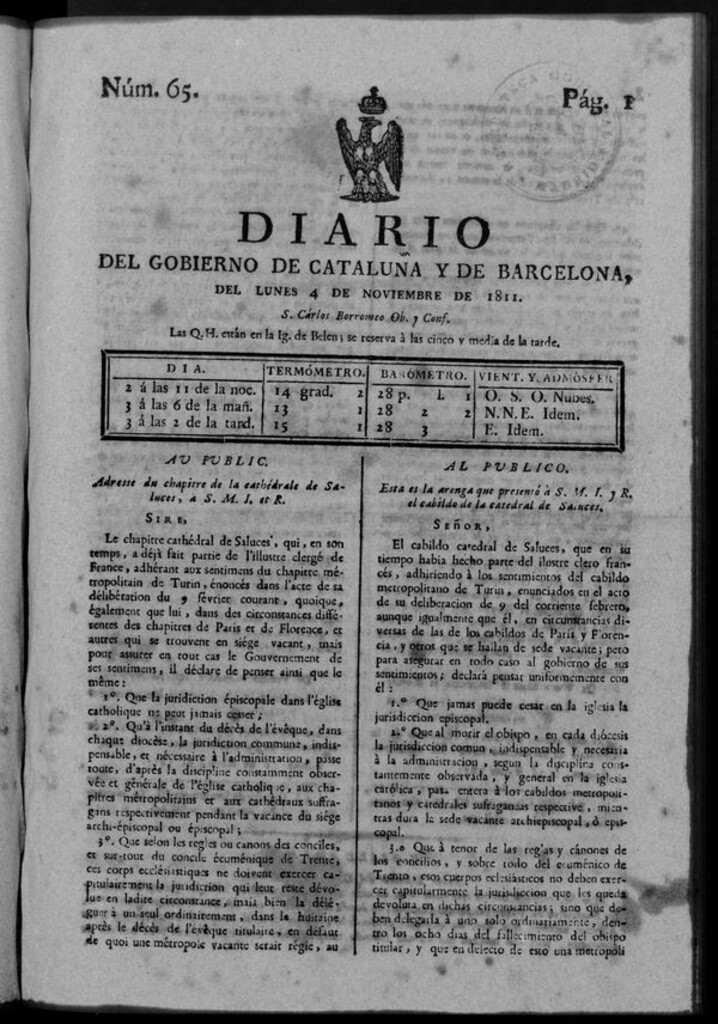 Núm. 65.
Pág. 1
DIARIO
DEL GOBIERNO DE CATALUÑA Y DE BARCELONA,
DEL LUNES 4 DE NOVIEMBRE DE 1811.
S. Cárlos Borromeo Ob. y Conf.
Las Q. H. están en la Ig. de Belen; se reserva á las cinco y media de la tarde.
DIA. TERMÓMETRO. BARÓMETRO. VIENT. Y ADMÓSFER
2 á las 11 de la noc. 14 grad. 2 28 p. l. 1 O. S. O. Nubes.
3 á las 6 de la mañ. 13 1 28 2 2 N. N. E. Idem.
3 á las 2 de la tard. 15 1 28 3 E. Idem.
AU PUBLIC.
Adresse du chapitre de la cathédrale de Sa-
luces, a S. M. I. et R.
SIRE,
Le chapitre cathédral de Saluces, qui, en son
temps, a déjà fait partie de l'illustre clergé de
France, adhérant aux sentimens du chapitre mé-
tropolitain de Turin, énoncés dans l'acte de sa
délibération du 9 février courant, quoique,
également que lui, dans des circonstances diffé-
rentes des chapitres de Paris et de Florence, et
autres qui se trouvent en siége vacant, mais
pour assurer en tout cas le Gouvernement de
ses sentimens, il déclare de penser ainsi que le
même:
1°. Que la juridiction épiscopale dans l'église
catholique ne peut jamais cesser;
2°. Qu'à l'instant du décès de l'évêque, dans
chaque diocèse, la juridiction commune, indis-
pensable, et nécessaire à l'administration, passe
toute, d'après la discipline constamment obser-
vée et générale de l'église catholique, aux cha-
pitres métropolitains et aux cathédraux suffra-
gans respectivement pendant la vacance du siége
archi-épiscopal ou épiscopal;
3°. Que selon les regles ou canons des conciles,
et sur-tout du concile écuménique de Trente,
ces corps ecclésiastiques ne doivent exercer ca-
pitulairement la juridiction qui leur reste dévo-
lue en ladite circonstance, mais bien la délé-
guer à un seul ordinairement, dans la huitaine
après le décès de l'évêque titulaire, en défaut
de quoi une métropole vacante serait régie, au
AL PUBLICO.
Esta es la arenga que presentó á S. M. I. y R.
el cabildo de la catedral de Saluces.
SEÑOR,
El cabildo catedral de Saluces, que en su
tiempo habia hecho parte del ilustre clero fran-
cés, adhiriendo à los sentimientos del cabildo
metropolitano de Turin, enunciados en el acto
de su deliberacion de 9 del corriente febrero,
aunque igualmente que él, en circunstancias di-
versas de las de los cabildos de Paris y Floren-
cia, y otros que se hallan de sede vacante; pero
para asegurar en todo caso al gobierno de sus
sentimientos; declará pensar uniformemente con
él:
1.° Que jamas puede cesar en la iglesia la
jurisdiccion episcopal.
2.° Que al morir el obispo, en cada diócesis
la jurisdiccion comun, indispensable y necesaria
à la administracion, segun la disciplina cons-
tantemente observada, y general en la iglesia
católica, pasa entera à los cabildos metropoli-
tanos y catedrales sufraganeas respective, mien-
tras dura la sede vacante archiepiscopal, ó epis-
copal.
3.o Que à tenor de las reglas y cánones de
los concilios, y sobre todo del ecuménico de
Trento, esos cuerpos eclesiásticos no deben exer-
cer capitularmente la jurisdiccion que les queda
devoluta en dichas circunstancias; sino que de-
ben delegarla à uno solo ordinariamente, den-
tro los ocho dias del fallecimiento del obispo
titular, y que en defecto de esto una metropoli